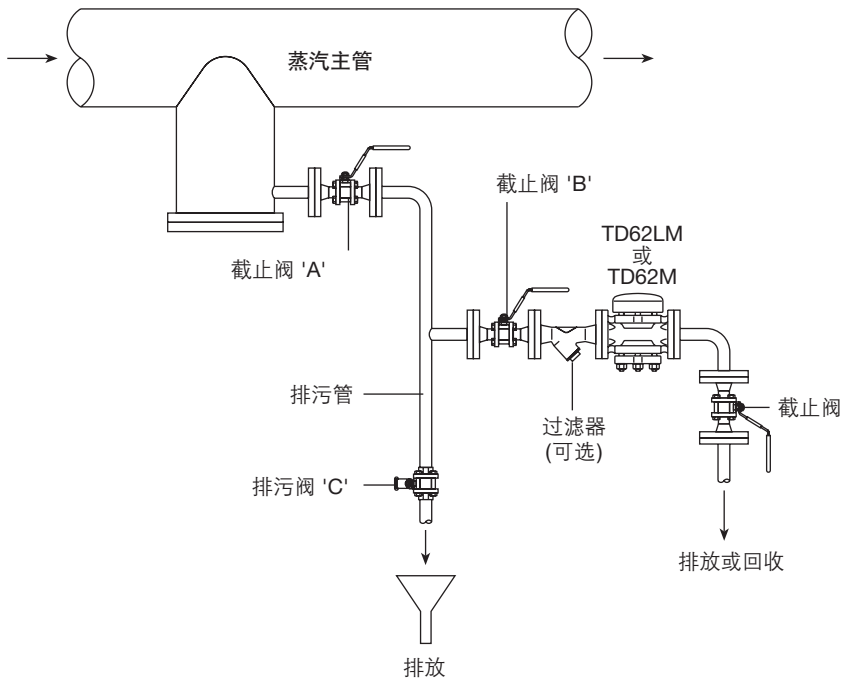 蒸汽主管
截止阀 'B'
TD62LM
或
TD62M
截止阀 'A'
排污管
过滤器
(可选)
截止阀
排污阀 'C'
排放或回收
排放